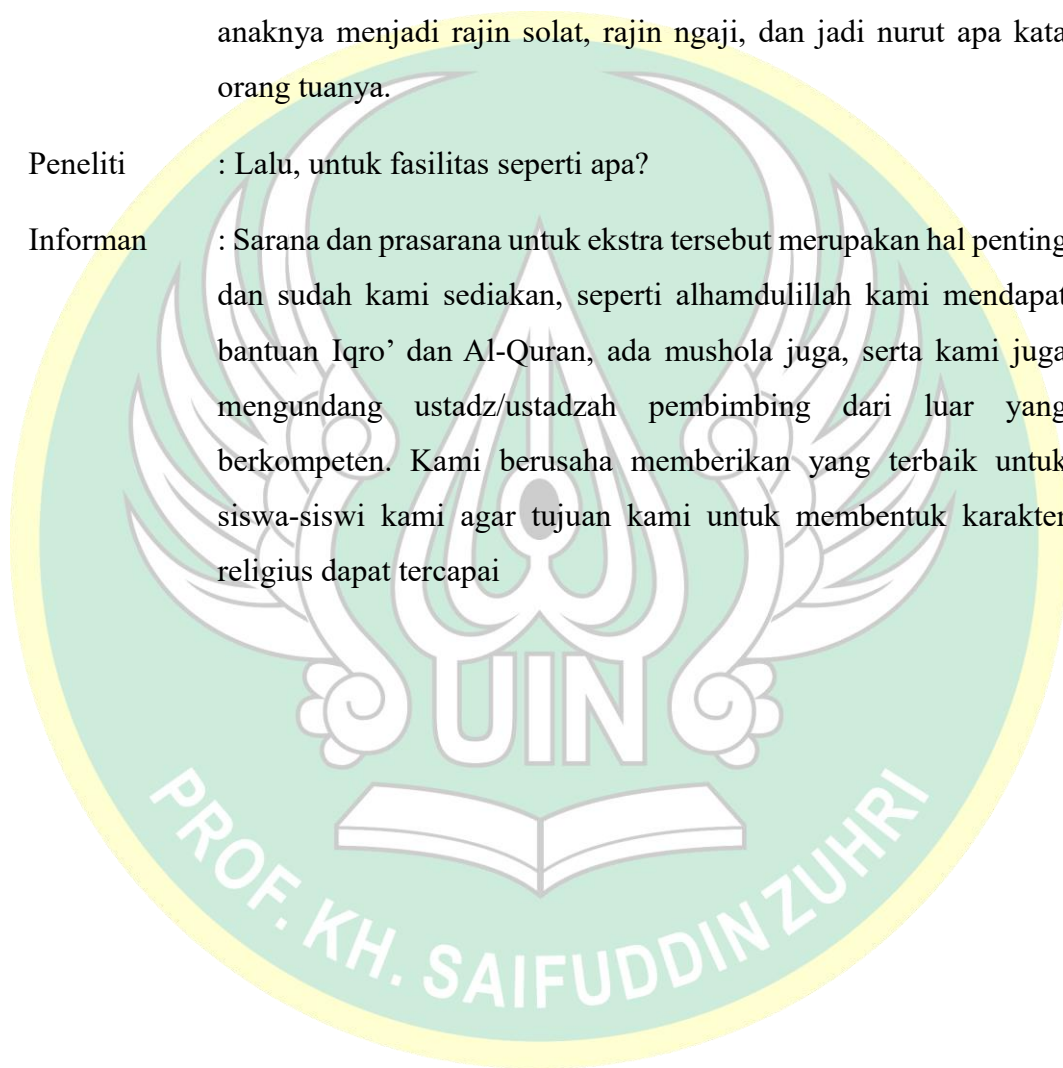 anaknya menjadi rajin solat, rajin ngaji, dan jadi nurut apa kata
orang tuanya.
Peneliti : Lalu, untuk fasilitas seperti apa?
Informan : Sarana dan prasarana untuk ekstra tersebut merupakan hal penting
dan sudah kami sediakan, seperti alhamdulillah kami mendapat
bantuan Iqro’ dan Al-Quran, ada mushola juga, serta kami juga
mengundang ustadz/ustadzah pembimbing dari luar yang
berkompeten. Kami berusaha memberikan yang terbaik untuk
siswa-siswi kami agar tujuan kami untuk membentuk karakter
religius dapat tercapai
UIN
PROF. KH. SAIFUDDIN ZUHRI